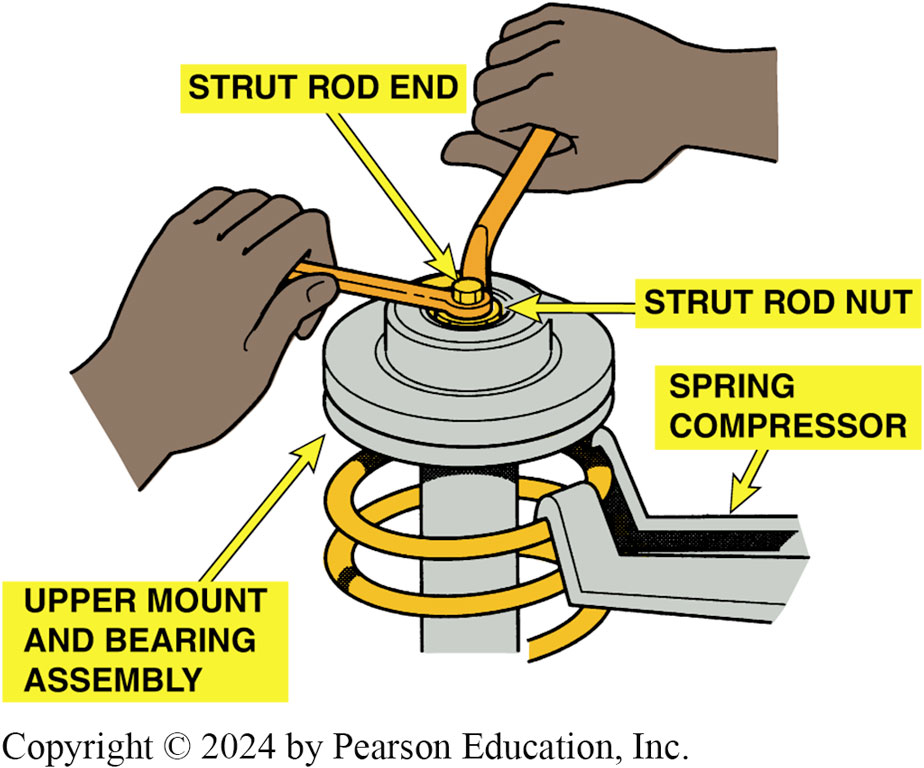 STRUT ROD END
STRUT ROD NUT
SPRING
COMPRESSOR
UPPER MOUNT
AND BEARING
ASSEMBLY
Copyright © 2024 by Pearson Education, Inc.